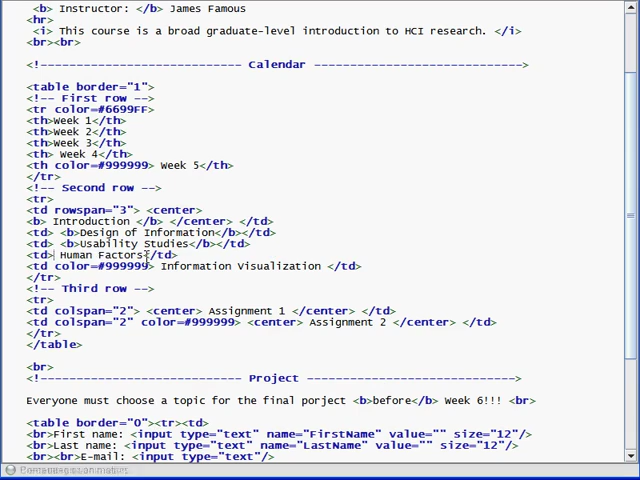 <b> Instructor: </b> James Famous
<hr>
<i> This course is a broad graduate-level introduction to HCI research. </i>
<br><br>
<!---------------------------- Calendar ------------------------------>
<table border="1">
<!-- First row -->
<tr color=#6699FF>
<th>Week 1</th>
<th>Week 2</th>
<th>Week 3</th>
<th> Week 4</th>
<th color=#999999> Week 5</th>
</tr>
<!-- Second row -->
<tr>
<td rowspan="3"> <center>
<b> Introduction </b> </center> </td>
<td> <b>Design of Information</b></td>
<td> <b>Usability Studies</b></td>
<td> Human Factors</td>
<td color=#999999> Information Visualization </td>
</tr>
<!-- Third row -->
<tr>
<td colspan="2"> <center> Assignment 1 </center> </td>
<td colspan="2" color=#999999> <center> Assignment 2 </center> </td>
</tr>
</table>
<br>
<!---------------------------- Project ----------------------------->
Everyone must choose a topic for the final porject <b>before</b> Week 6!!! <br>
<table border="0"><tr><td>
<br>First name: <input type="text" name="FirstName" value="" size="12"/>
<br>Last name: <input type="text" name="LastName" value="" size="12"/>
<br><br>E-mail: <input type="text"/>